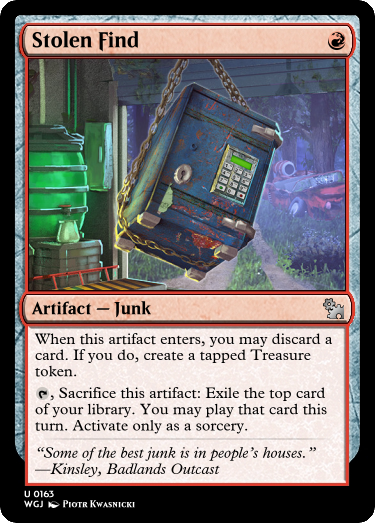 Stolen Find
Artifact — Junk
When this artifact enters, you may discard a
card. If you do, create a tapped Treasure
token.
, Sacrifice this artifact: Exile the top card
of your library. You may play that card this
turn. Activate only as a sorcery.
“Some of the best junk is in people’s houses.”
—Kinsley, Badlands Outcast
U 0163
WGJ Piotr Kwasnicki